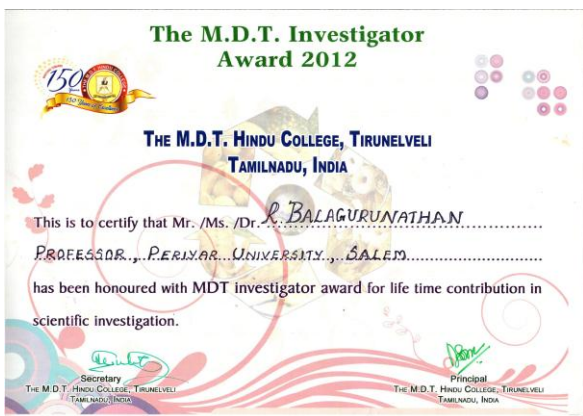 The M.D.T. Investigator
Award 2012
150
Years
THE M.D.T. HINDU COLLEGE, TIRUNELVELI
TAMILNADU, INDIA
This is to certify that Mr. /Ms. /Dr. R. BALAGURUNATHAN
PROFESSOR, PERIYAR UNIVERSITY, SALEM
has been honoured with MDT investigator award for life time contribution in
scientific investigation.
Secretary
THE M.D.T. HINDU COLLEGE, TIRUNELVELI
TAMILNADU, INDIA
Principal
THE M.D.T. HINDU COLLEGE, TIRUNELVELI
TAMILNADU, INDIA